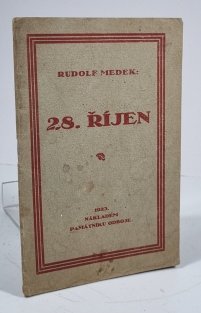 RUDOLF MEDEK:
28. ŘÍJEN
1923.
NÁKLADEM
PAMÁTNÍKU ODBOJE.